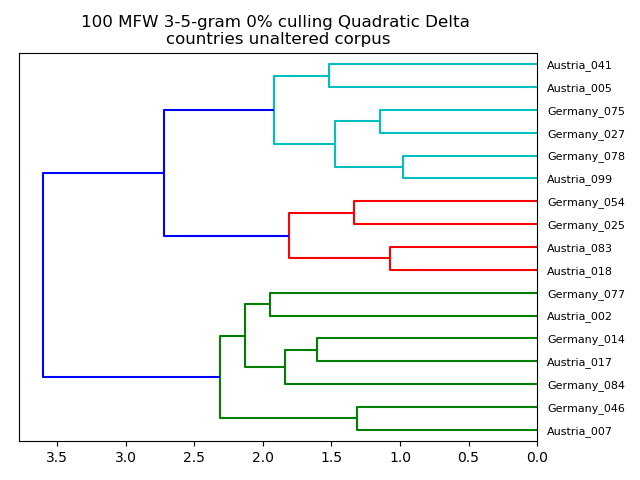 100 MFW 3-5-gram 0% culling Quadratic Delta
countries unaltered corpus
Austria_041
Austria_005
Germany_075
Germany_027
Germany_078
Austria_099
Germany_054
Germany_025
Austria_083
Austria_018
Germany_077
Austria_002
Germany_014
Austria_017
Germany_084
Germany_046
Austria_007
3.5 3.0 2.5 2.0 1.5 1.0 0.5 0.0